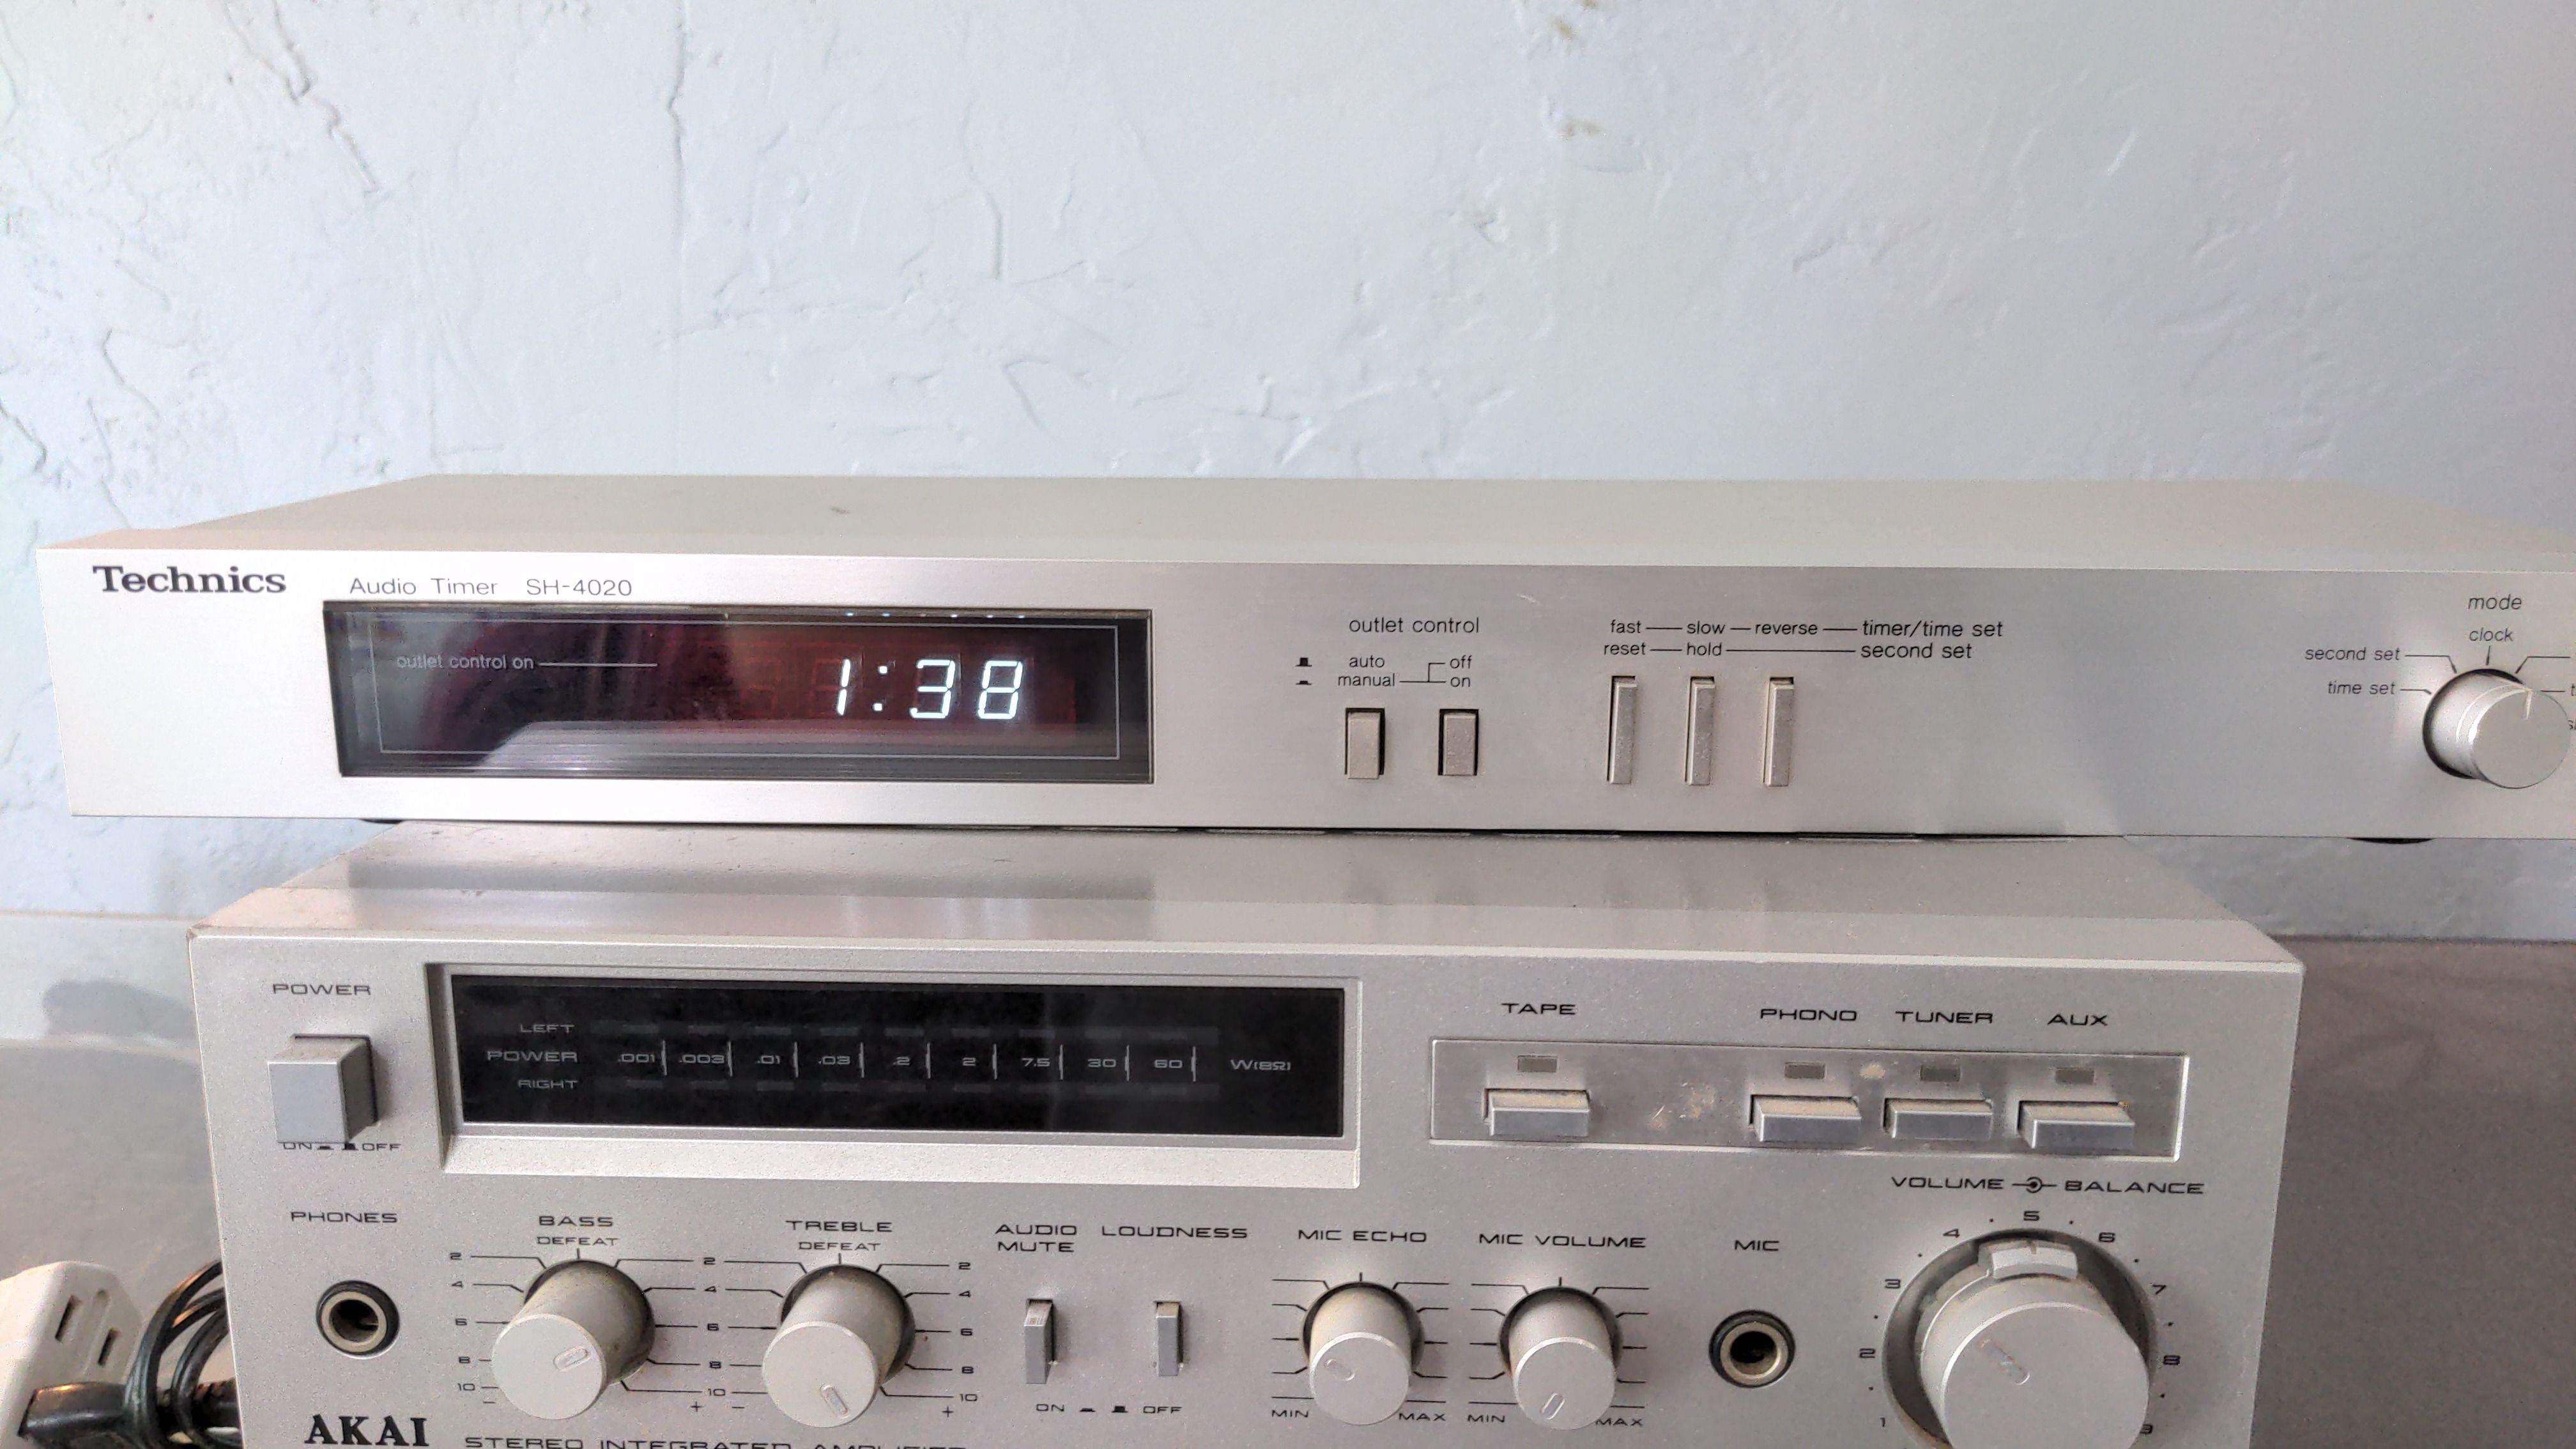 Technics
Audio Timer SH-4020
outlet control on
1:38
outlet control
auto off
manual on
fast slow reverse timer/time set
reset hold second set
mode
clock
second set
time set
POWER
ON OFF
LEFT
POWER .001 .003 .01 .03 .2 2 7.5 30 60 W(8Ω)
RIGHT
TAPE PHONO TUNER AUX
PHONES
BASS
DEFEAT
2 4 6 8 10 - 2 4 6 8 10 +
TREBLE
DEFEAT
- 2 4 6 8 10 +
AUDIO
MUTE
LOUDNESS
ON OFF
MIC ECHO
MIN MAX
MIC VOLUME
MIN MAX
MIC
VOLUME BALANCE
1 2 3 4 5 6 7 8 9
AKAI
STEREO INTEGRATED AMPLIFIER